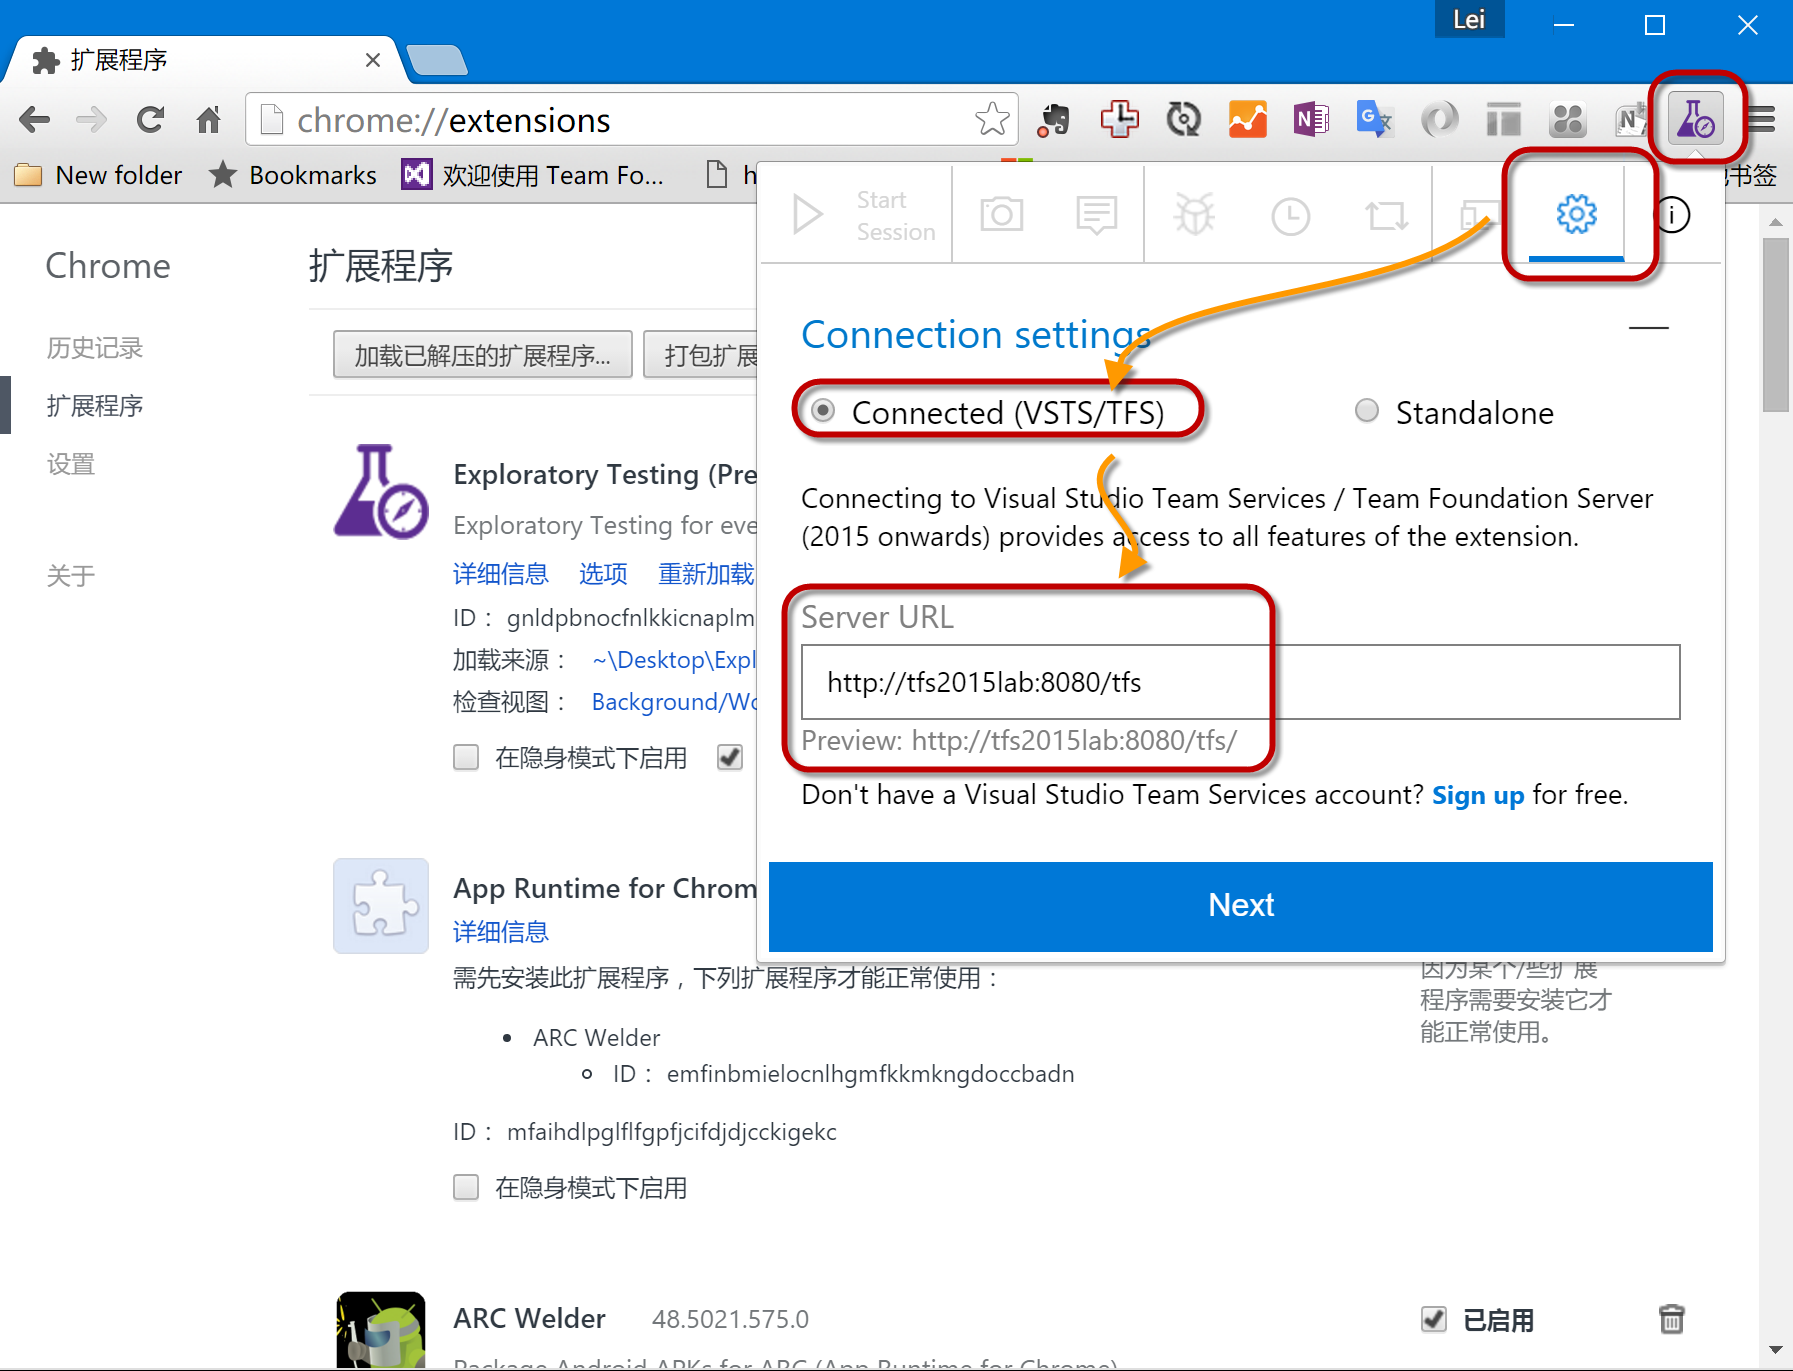 Lei
扩展程序
chrome://extensions
New folder
Bookmarks
欢迎使用 Team Fo...
h
书签
Start
Session
Chrome
扩展程序
历史记录
扩展程序
设置
关于
加载已解压的扩展程序...
打包扩展
Connection settings
Connected (VSTS/TFS)
Standalone
Connecting to Visual Studio Team Services / Team Foundation Server
(2015 onwards) provides access to all features of the extension.
Server URL
http://tfs2015lab:8080/tfs
Preview: http://tfs2015lab:8080/tfs/
Don't have a Visual Studio Team Services account? Sign up for free.
Next
Exploratory Testing (Pre
Exploratory Testing for eve
详细信息 选项 重新加载
ID： gnldpbnocfnlkkicnaplm
加载来源： ~\Desktop\Expl
检查视图： Background/Wo
在隐身模式下启用
App Runtime for Chrom
详细信息
需先安装此扩展程序，下列扩展程序才能正常使用：
ARC Welder
ID： emfinbmielocnlhgmfkkmkngdoccbadn
ID： mfaihdlpglflfgpfjcifdjdjcckigekc
在隐身模式下启用
因为某个/些扩展
程序需要安装它才
能正常使用。
ARC Welder 48.5021.575.0
已启用
Package Android APKs for ARC (App Runtime for Chrome)